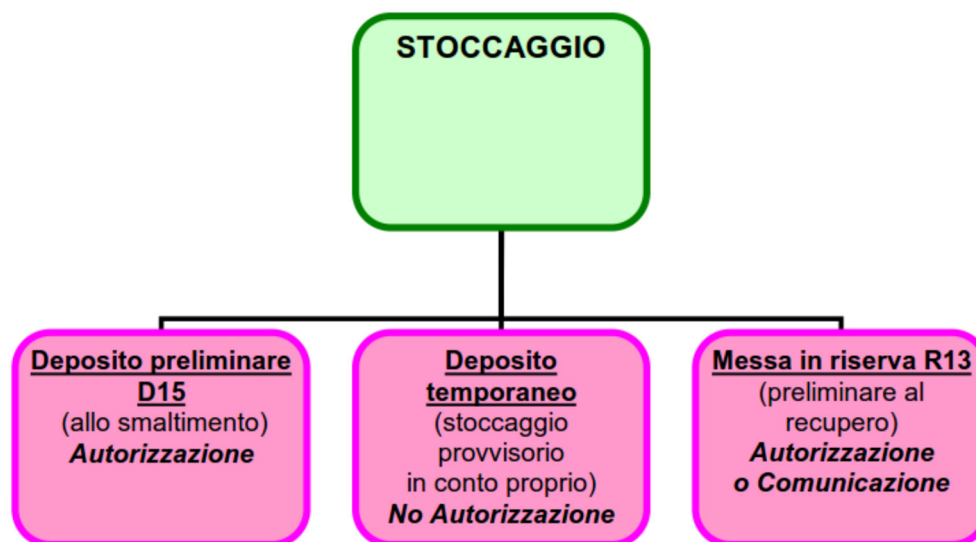 STOCCAGGIO
Deposito preliminare
D15
(allo smaltimento)
Autorizzazione
Deposito
temporaneo
(stoccaggio
provvisorio
in conto proprio)
No Autorizzazione
Messa in riserva R13
(preliminare al
recupero)
Autorizzazione
o Comunicazione